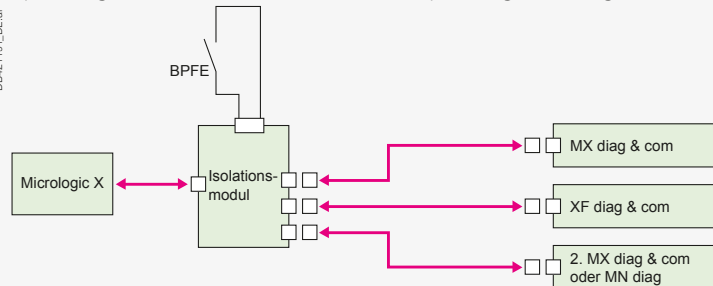 BPFE
Micrologic X
Isolations-
modul
MX diag & com
XF diag & com
2. MX diag & com
oder MN diag